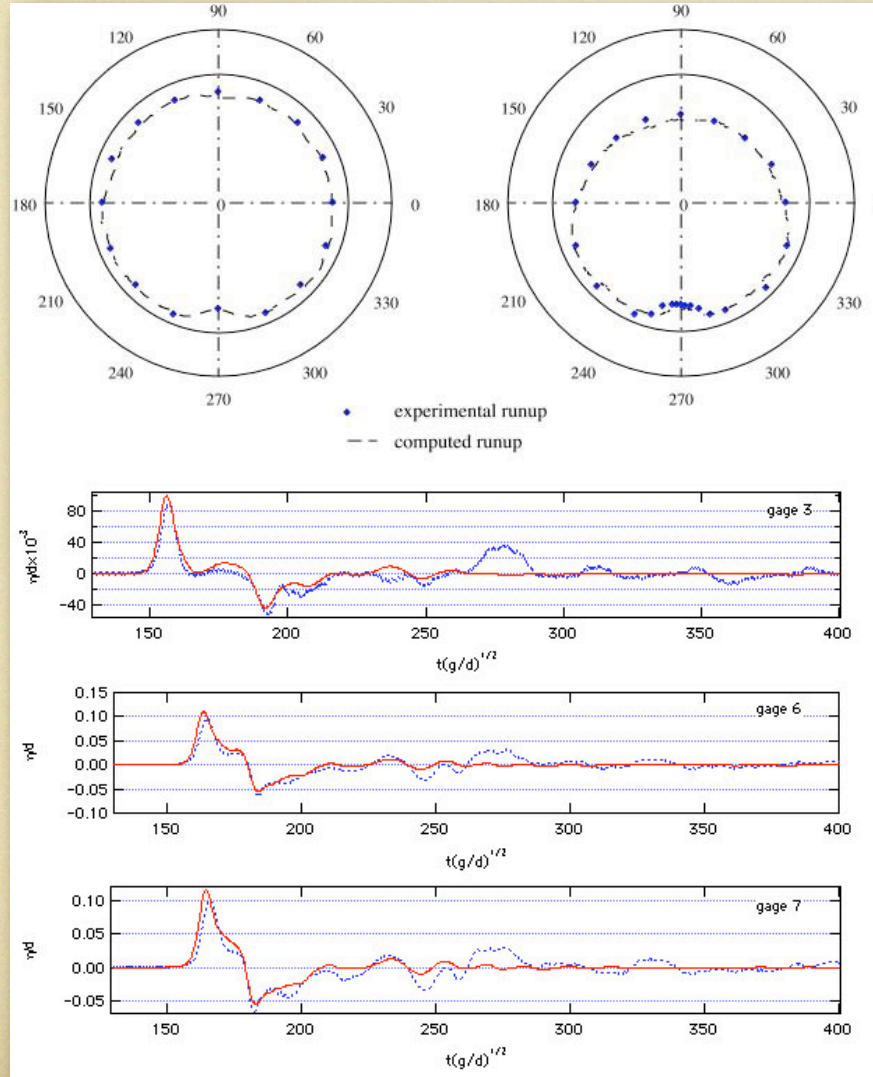 90 90
120 60 120 60
150 30 150 30
180 0 0 180 0
210 330 210 330
240 300 240 300
270 270
experimental runup
computed runup
gage 3
η/d×10⁻³
80
40
0
-40
150 200 250 300 350 400
t(g/d)^1/2
gage 6
η/d
0.15
0.10
0.05
0.00
-0.05
-0.10
150 200 250 300 350 400
t(g/d)^1/2
gage 7
η/d
0.10
0.05
0.00
-0.05
150 200 250 300 350 400
t(g/d)^1/2